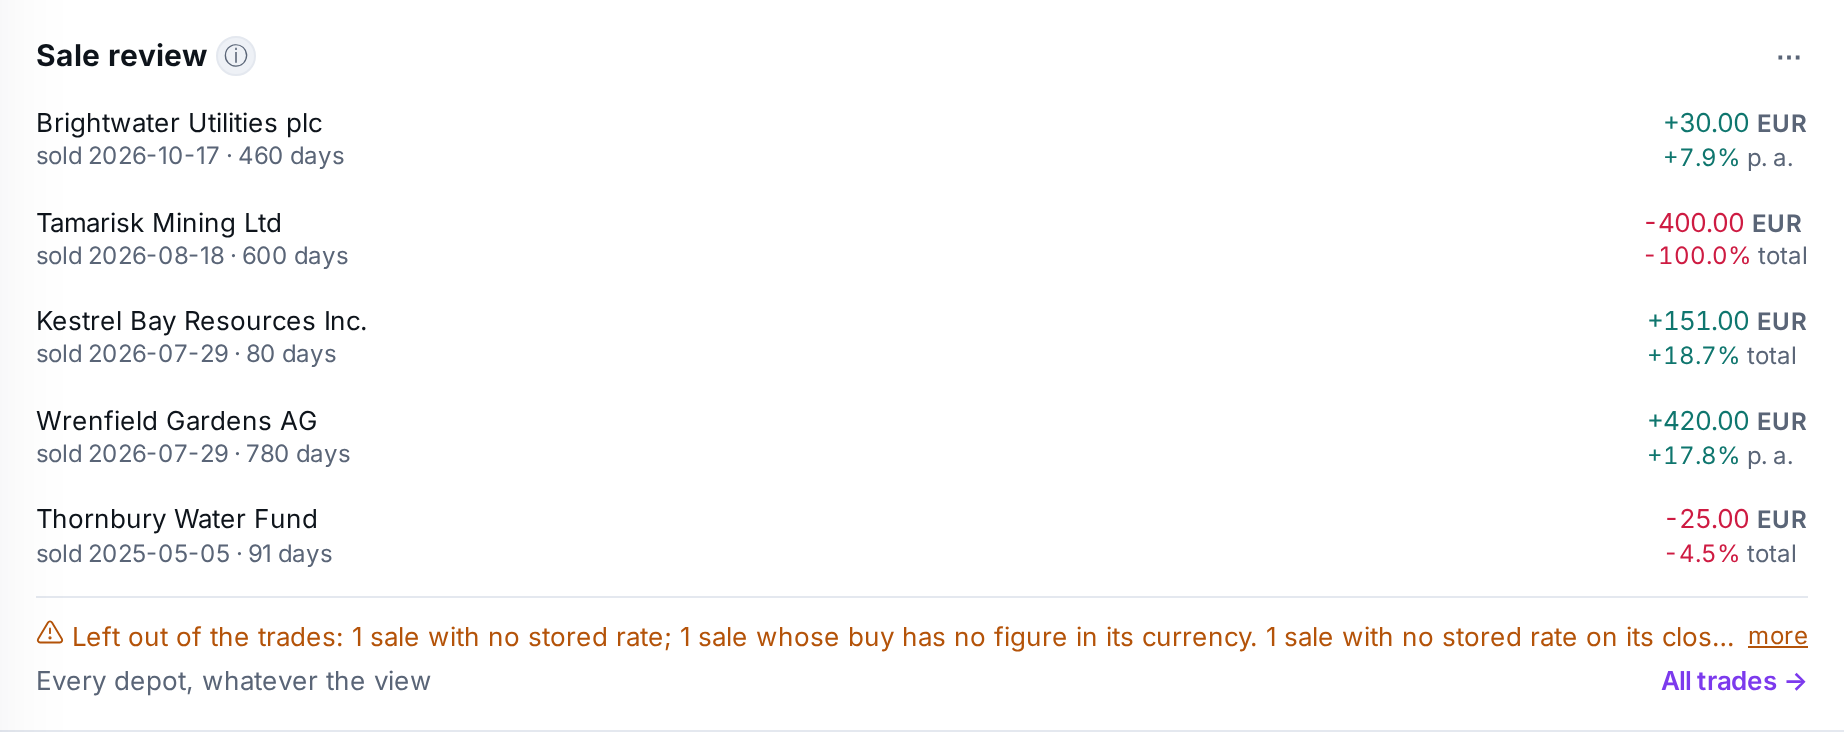 Sale review
Brightwater Utilities plc
+30.00 EUR
sold 2026-10-17 · 460 days
+7.9% p. a.
Tamarisk Mining Ltd
-400.00 EUR
sold 2026-08-18 · 600 days
-100.0% total
Kestrel Bay Resources Inc.
+151.00 EUR
sold 2026-07-29 · 80 days
+18.7% total
Wrenfield Gardens AG
+420.00 EUR
sold 2026-07-29 · 780 days
+17.8% p. a.
Thornbury Water Fund
-25.00 EUR
sold 2025-05-05 · 91 days
-4.5% total
Left out of the trades: 1 sale with no stored rate; 1 sale whose buy has no figure in its currency. 1 sale with no stored rate on its clos… more
Every depot, whatever the view
All trades →